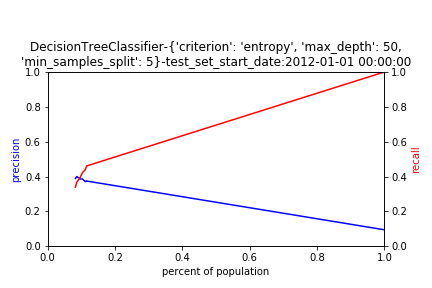 DecisionTreeClassifier-{'criterion': 'entropy', 'max_depth': 50,
'min_samples_split': 5}-test_set_start_date:2012-01-01 00:00:00
1.0
0.8
0.6
0.4
0.2
0.0
precision
1.0
0.8
0.6
0.4
0.2
0.0
recall
0.0 0.2 0.4 0.6 0.8 1.0
percent of population